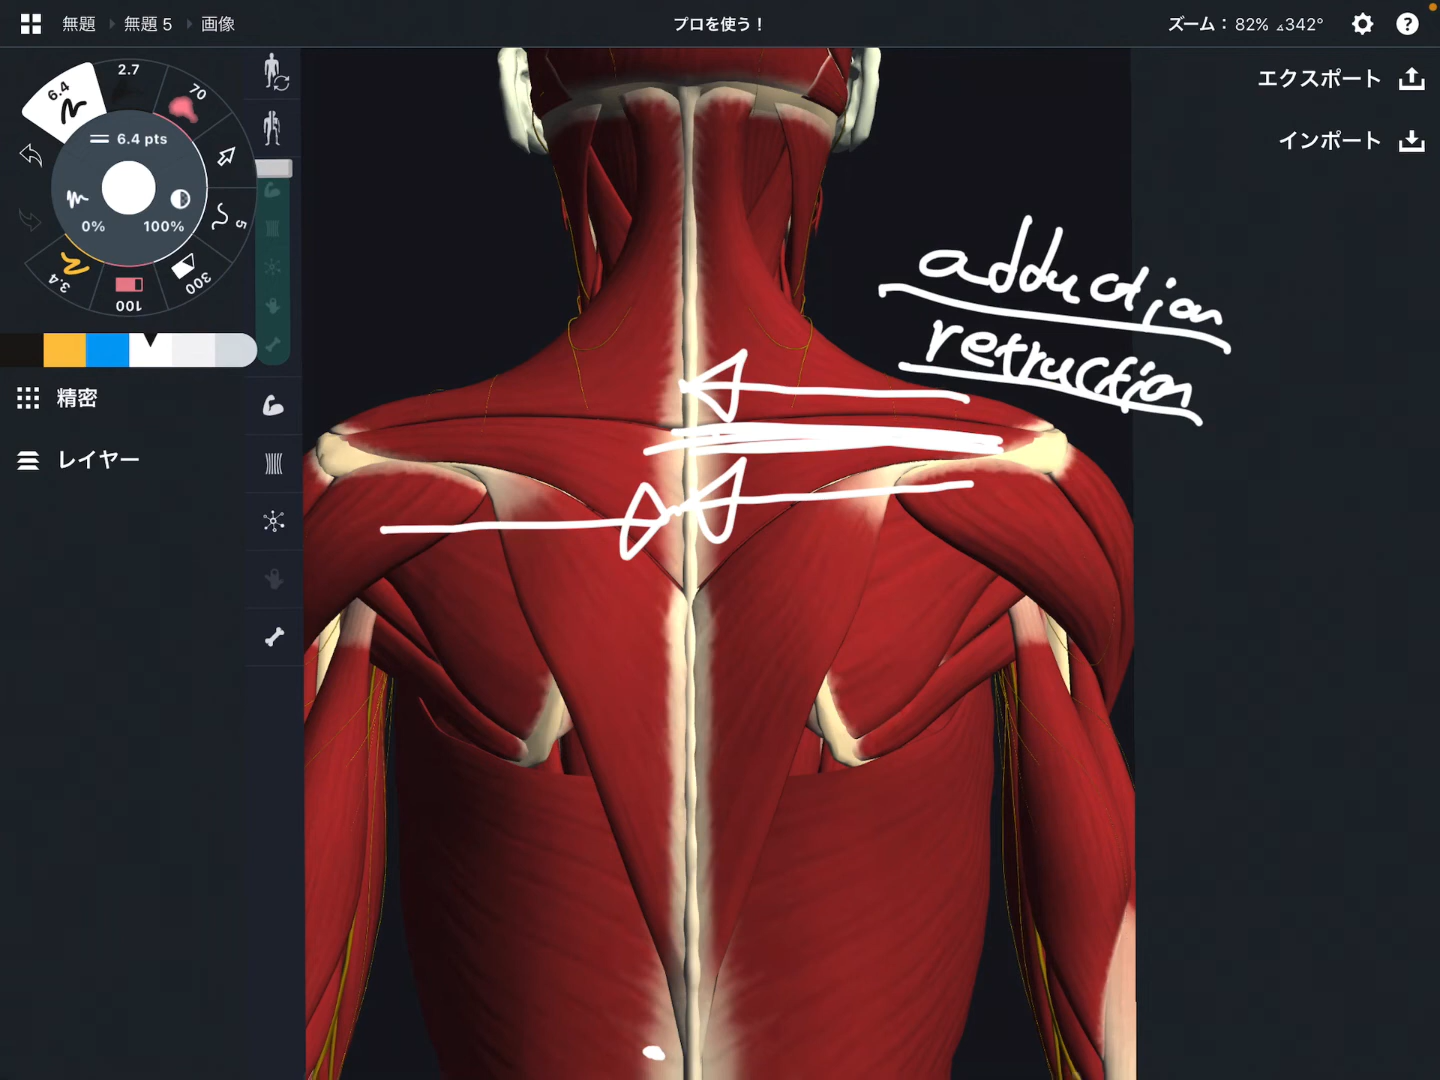 無題 無題 5 画像
プロを使う！
ズーム： 82% ⊿342°
エクスポート
インポート
2.7
6.4
70
6.4 pts
0%
100%
5
3.4
100
300
精密
レイヤー
adduction
retruction